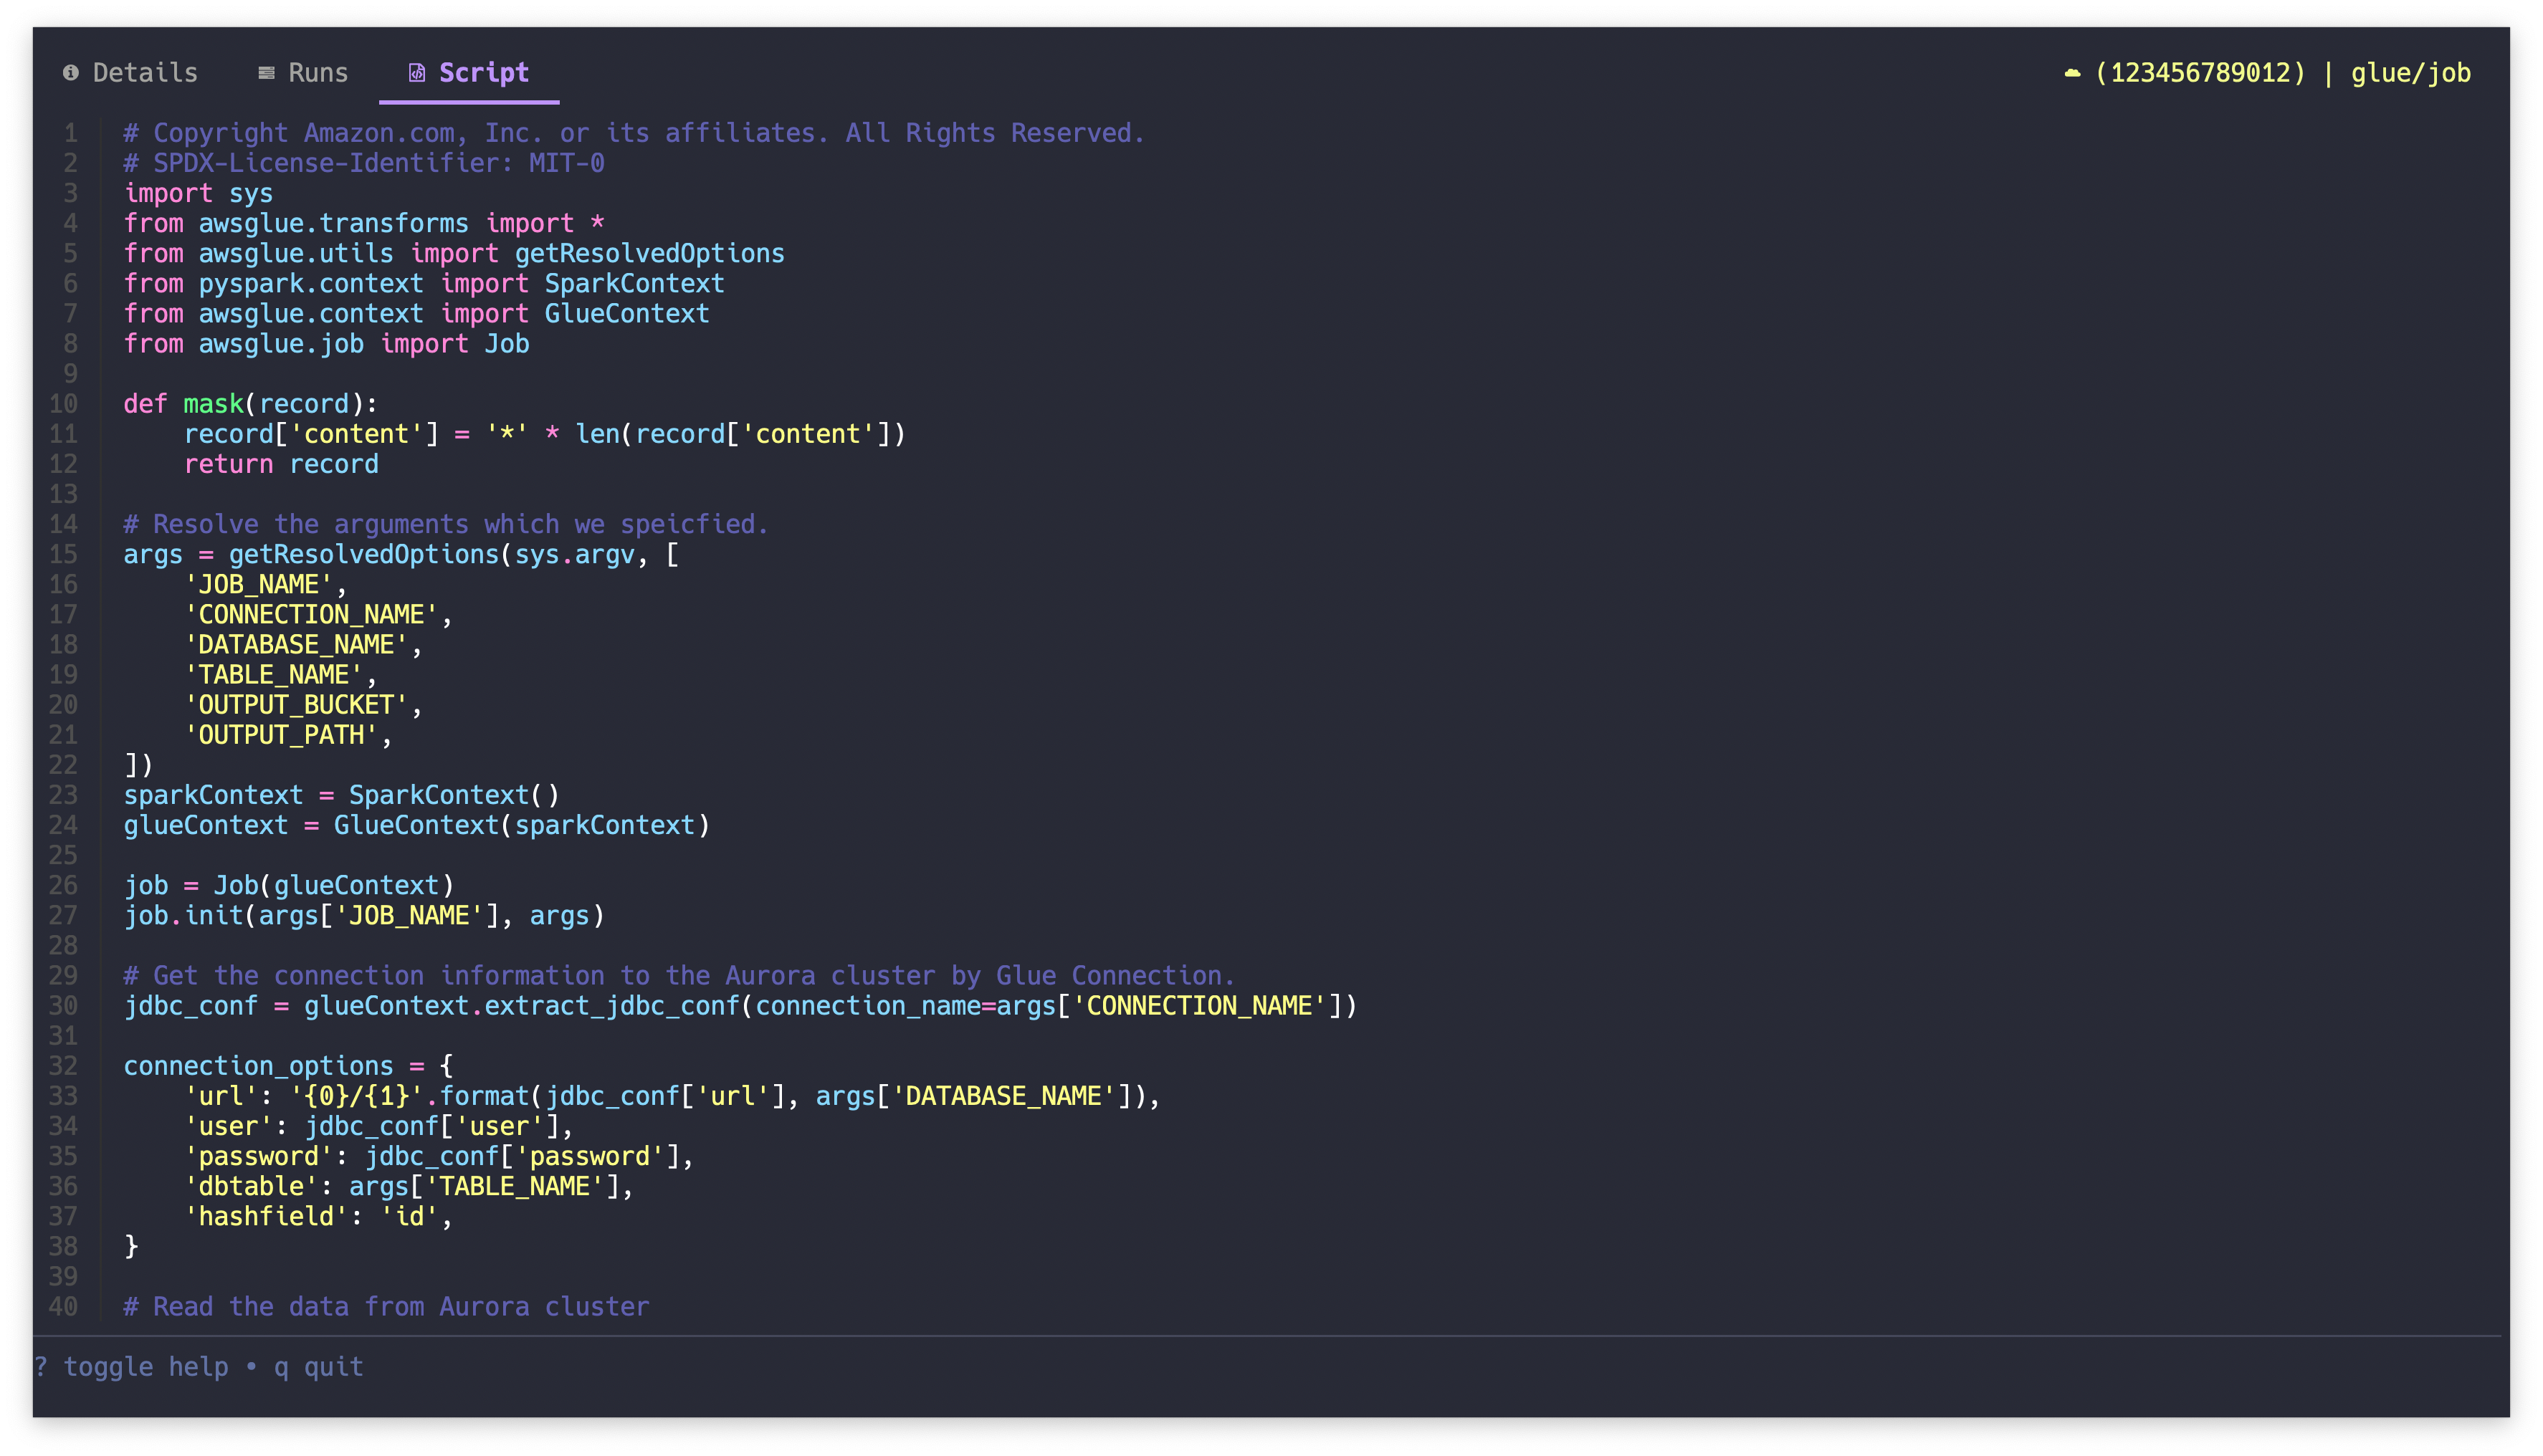 Details Runs Script (123456789012) | glue/job
1 # Copyright Amazon.com, Inc. or its affiliates. All Rights Reserved.
2 # SPDX-License-Identifier: MIT-0
3 import sys
4 from awsglue.transforms import *
5 from awsglue.utils import getResolvedOptions
6 from pyspark.context import SparkContext
7 from awsglue.context import GlueContext
8 from awsglue.job import Job
9
10 def mask(record):
11     record['content'] = '*' * len(record['content'])
12     return record
13
14 # Resolve the arguments which we speicfied.
15 args = getResolvedOptions(sys.argv, [
16     'JOB_NAME',
17     'CONNECTION_NAME',
18     'DATABASE_NAME',
19     'TABLE_NAME',
20     'OUTPUT_BUCKET',
21     'OUTPUT_PATH',
22 ])
23 sparkContext = SparkContext()
24 glueContext = GlueContext(sparkContext)
25
26 job = Job(glueContext)
27 job.init(args['JOB_NAME'], args)
28
29 # Get the connection information to the Aurora cluster by Glue Connection.
30 jdbc_conf = glueContext.extract_jdbc_conf(connection_name=args['CONNECTION_NAME'])
31
32 connection_options = {
33     'url': '{0}/{1}'.format(jdbc_conf['url'], args['DATABASE_NAME']),
34     'user': jdbc_conf['user'],
35     'password': jdbc_conf['password'],
36     'dbtable': args['TABLE_NAME'],
37     'hashfield': 'id',
38 }
39
40 # Read the data from Aurora cluster
? toggle help • q quit